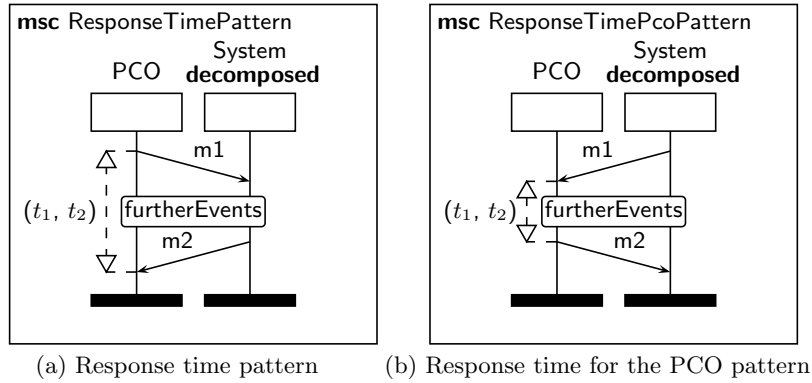 msc ResponseTimePattern
PCO
System
decomposed
m1
(t1, t2)
furtherEvents
m2
(a) Response time pattern
msc ResponseTimePcoPattern
PCO
System
decomposed
m1
(t1, t2)
furtherEvents
m2
(b) Response time for the PCO pattern